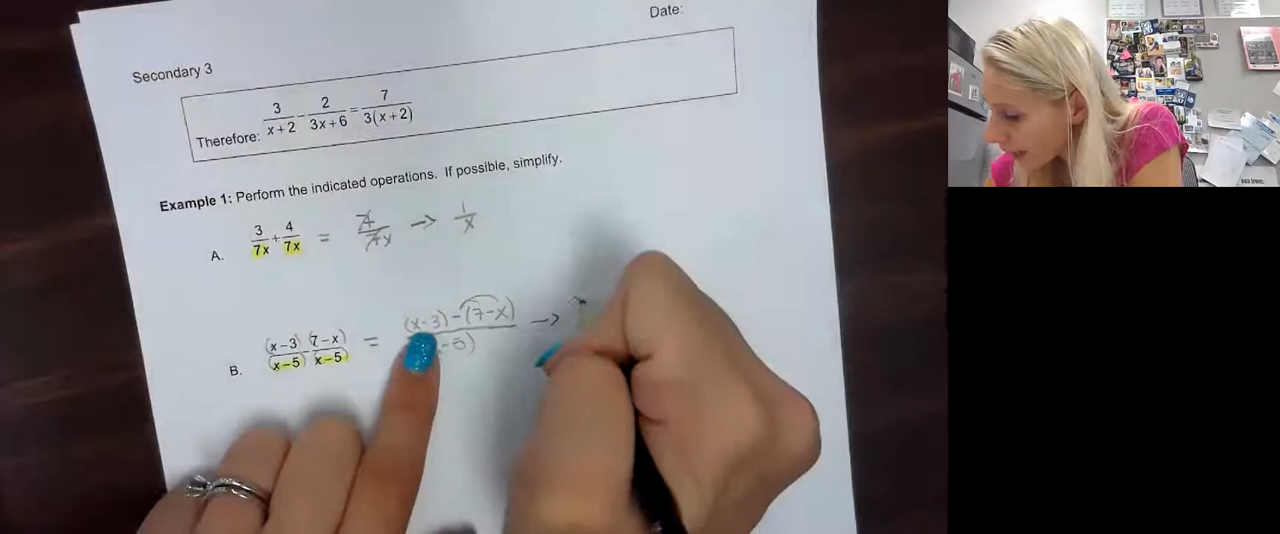 Date:
Secondary 3
Therefore: 3/(x+2) - 2/(3x+6) = 7/(3(x+2))
Example 1: Perform the indicated operations. If possible, simplify.
A. 3/7x + 4/7x = 7/7x → 1/x
B. (x-3)/(x-5) - (7-x)/(x-5) = (x-3)-(7-x)/-5) →